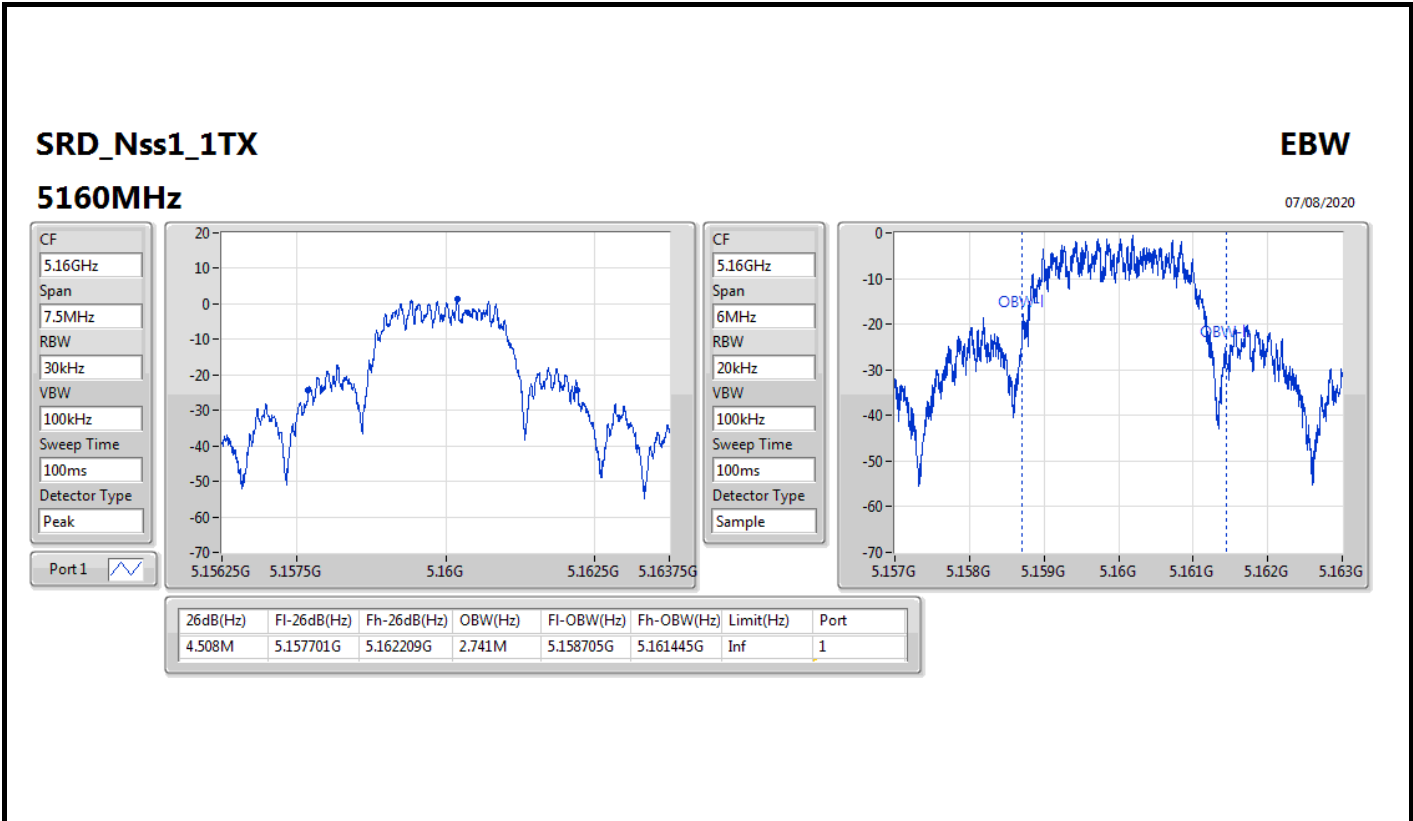 SRD_Nss1_1TX
EBW
5160MHz
07/08/2020
CF
5.16GHz
Span
7.5MHz
RBW
30kHz
VBW
100kHz
Sweep Time
100ms
Detector Type
Peak
Port 1
20
10
0
-10
-20
-30
-40
-50
-60
-70
5.15625G 5.1575G 5.16G 5.1625G 5.16375G
CF
5.16GHz
Span
6MHz
RBW
20kHz
VBW
100kHz
Sweep Time
100ms
Detector Type
Sample
0
-10
-20
-30
-40
-50
-60
-70
OBW-l
5.157G 5.158G 5.159G 5.16G 5.161G 5.162G 5.163G
26dB(Hz) Fl-26dB(Hz) Fh-26dB(Hz) OBW(Hz) Fl-OBW(Hz) Fh-OBW(Hz) Limit(Hz) Port
4.508M 5.157701G 5.162209G 2.741M 5.158705G 5.161445G Inf 1